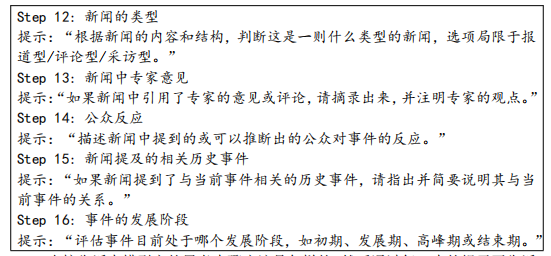 Step 12: 新闻的类型
提示：“根据新闻的内容和结构，判断这是一则什么类型的新闻，选项局限于报
道型/评论型/采访型。”
Step 13: 新闻中专家意见
提示：“如果新闻中引用了专家的意见或评论，请摘录出来，并注明专家的观点。”
Step 14: 公众反应
提示：“描述新闻中提到的或可以推断出的公众对事件的反应。”
Step 15: 新闻提及的相关历史事件
提示：“如果新闻提到了与当前事件相关的历史事件，请指出并简要说明其与当
前事件的关系。”
Step 16: 事件的发展阶段
提示：“评估事件目前处于哪个发展阶段，如初期、发展期、高峰期或结束期。”